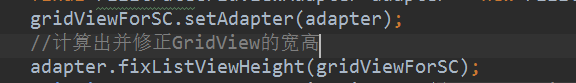 gridViewForSC.setAdapter(adapter);
//计算出并修正GridView的宽高
adapter.fixListViewHeight(gridViewForSC);